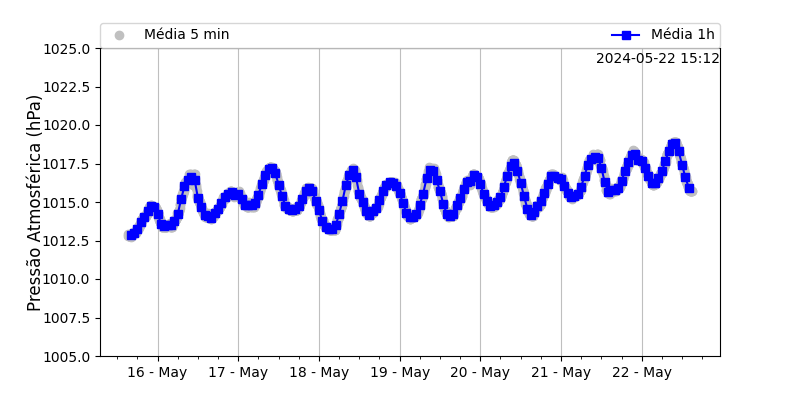 Média 5 min
Média 1h
2024-05-22 15:12
Pressão Atmosférica (hPa)
1025.0
1022.5
1020.0
1017.5
1015.0
1012.5
1010.0
1007.5
1005.0
16 - May
17 - May
18 - May
19 - May
20 - May
21 - May
22 - May